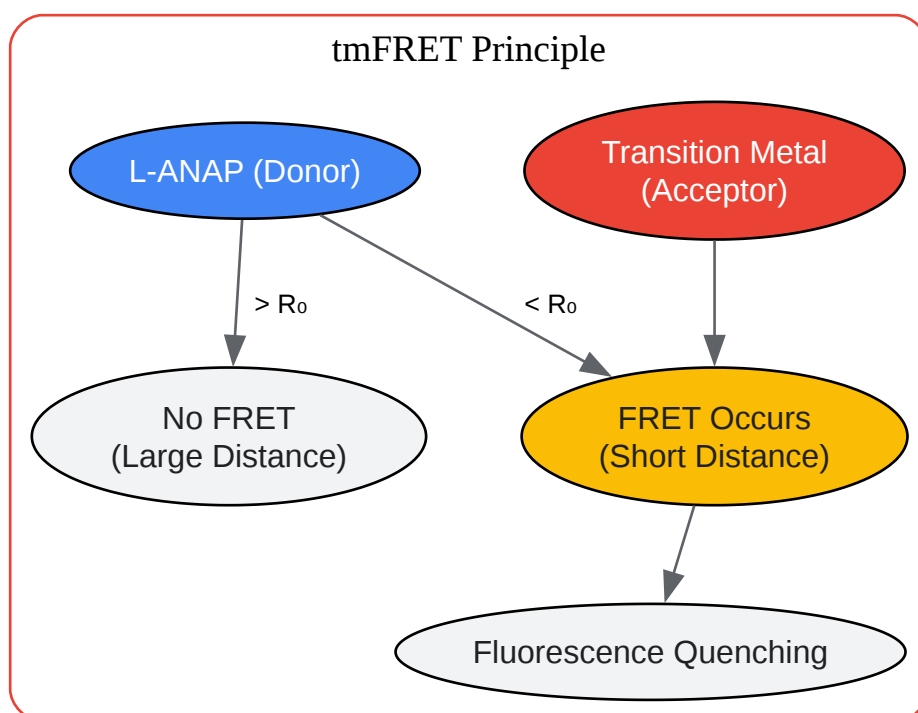 tmFRET Principle
L-ANAP (Donor)
Transition Metal
(Acceptor)
> R₀
< R₀
No FRET
(Large Distance)
FRET Occurs
(Short Distance)
Fluorescence Quenching